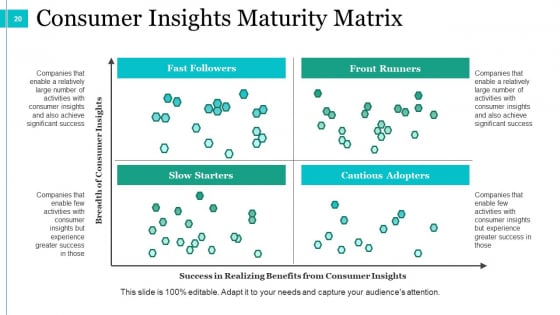 20
Consumer Insights Maturity Matrix
Fast Followers
Front Runners
Companies that
enable a relatively
large number of
activities with
consumer insights
and also achieve
significant success
Companies that
enable a relatively
large number of
activities with
consumer insights
and also achieve
significant success
Breadth of Consumer Insights
Slow Starters
Cautious Adopters
Companies that
enable few
activities with
consumer
insights but
experience
greater success
in those
Companies that
enable few
activities with
consumer insights
but experience
greater success in
those
Success in Realizing Benefits from Consumer Insights
This slide is 100% editable. Adapt it to your needs and capture your audience's attention.